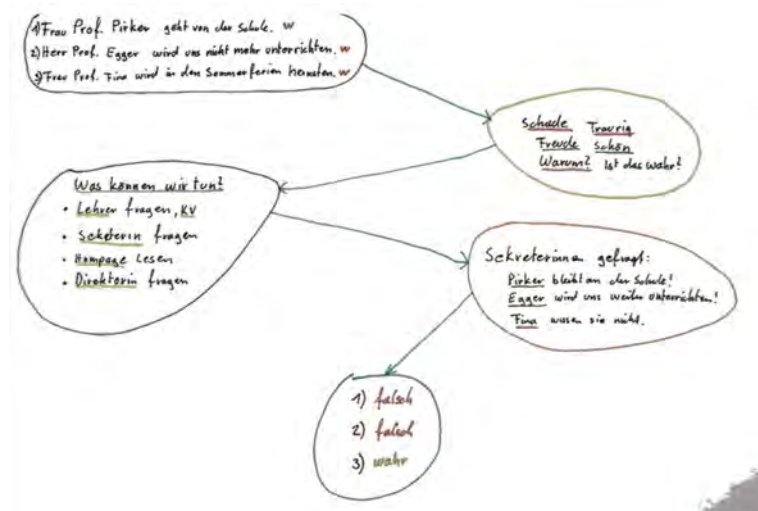 1) Frau Prof. Pirker geht von der Schule. w
2) Herr Prof. Egger wird uns nicht mehr unterrichten. w
3) Frau Prof. Fina wird in den Sommerferien heiraten. w
Schade Traurig
Freude Schön
Warum? Ist das wahr?
Was können wir tun?
• Lehrer fragen, KV
• Seketerin fragen
• Hompage Lesen
• Direktorin fragen
Sekreterinnen gefragt:
Pirker bleibt an der Schule!
Egger wird uns weiter unterrichten!
Fina wusen sie nicht.
1) falsch
2) falsch
3) wahr